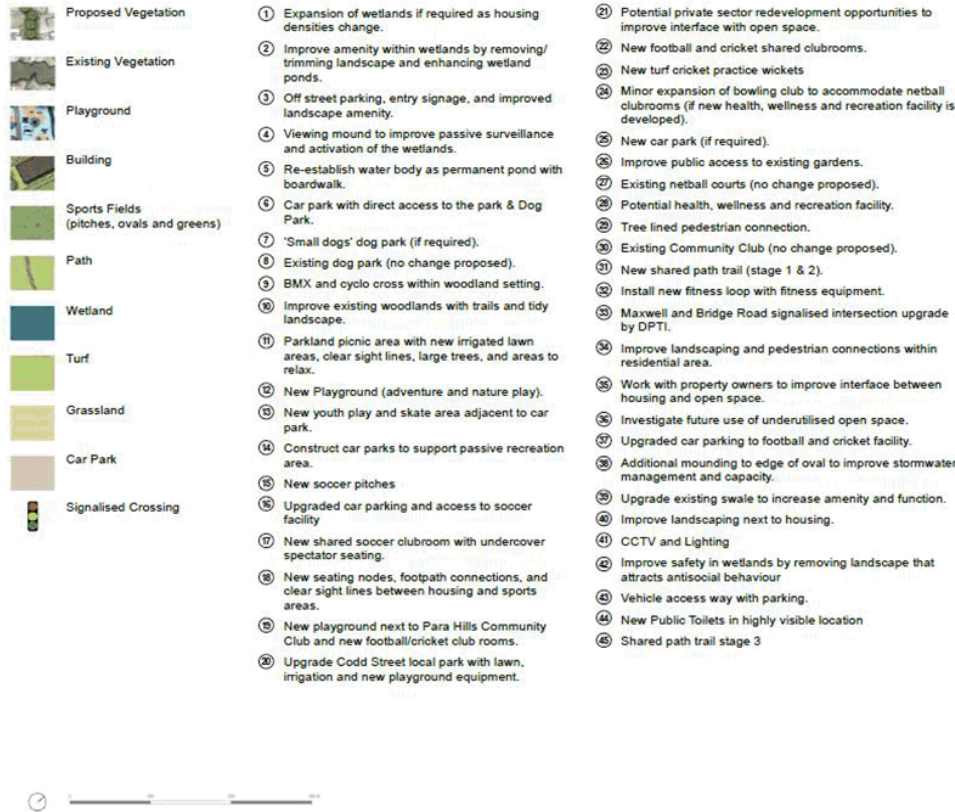 Proposed Vegetation
Existing Vegetation
Playground
Building
Sports Fields
(pitches, ovals and greens)
Path
Wetland
Turf
Grassland
Car Park
Signalised Crossing
1 Expansion of wetlands if required as housing
densities change.
2 Improve amenity within wetlands by removing/
trimming landscape and enhancing wetland
ponds.
3 Off street parking, entry signage, and improved
landscape amenity.
4 Viewing mound to improve passive surveillance
and activation of the wetlands.
5 Re-establish water body as permanent pond with
boardwalk.
6 Car park with direct access to the park & Dog
Park.
7 'Small dogs' dog park (if required).
8 Existing dog park (no change proposed).
9 BMX and cyclo cross within woodland setting.
10 Improve existing woodlands with trails and tidy
landscape.
11 Parkland picnic area with new irrigated lawn
areas, clear sight lines, large trees, and areas to
relax.
12 New Playground (adventure and nature play).
13 New youth play and skate area adjacent to car
park.
14 Construct car parks to support passive recreation
area.
15 New soccer pitches
16 Upgraded car parking and access to soccer
facility
17 New shared soccer clubroom with undercover
spectator seating.
18 New seating nodes, footpath connections, and
clear sight lines between housing and sports
areas.
19 New playground next to Para Hills Community
Club and new football/cricket club rooms.
20 Upgrade Codd Street local park with lawn,
irrigation and new playground equipment.
21 Potential private sector redevelopment opportunities to
improve interface with open space.
22 New football and cricket shared clubrooms.
23 New turf cricket practice wickets
24 Minor expansion of bowling club to accommodate netball
clubrooms (if new health, wellness and recreation facility is
developed).
25 New car park (if required).
26 Improve public access to existing gardens.
27 Existing netball courts (no change proposed).
28 Potential health, wellness and recreation facility.
29 Tree lined pedestrian connection.
30 Existing Community Club (no change proposed).
31 New shared path trail (stage 1 & 2).
32 Install new fitness loop with fitness equipment.
33 Maxwell and Bridge Road signalised intersection upgrade
by DPTI.
34 Improve landscaping and pedestrian connections within
residential area.
35 Work with property owners to improve interface between
housing and open space.
36 Investigate future use of underutilised open space.
37 Upgraded car parking to football and cricket facility.
38 Additional mounding to edge of oval to improve stormwater
management and capacity.
39 Upgrade existing swale to increase amenity and function.
40 Improve landscaping next to housing.
41 CCTV and Lighting
42 Improve safety in wetlands by removing landscape that
attracts antisocial behaviour
43 Vehicle access way with parking.
44 New Public Toilets in highly visible location
45 Shared path trail stage 3